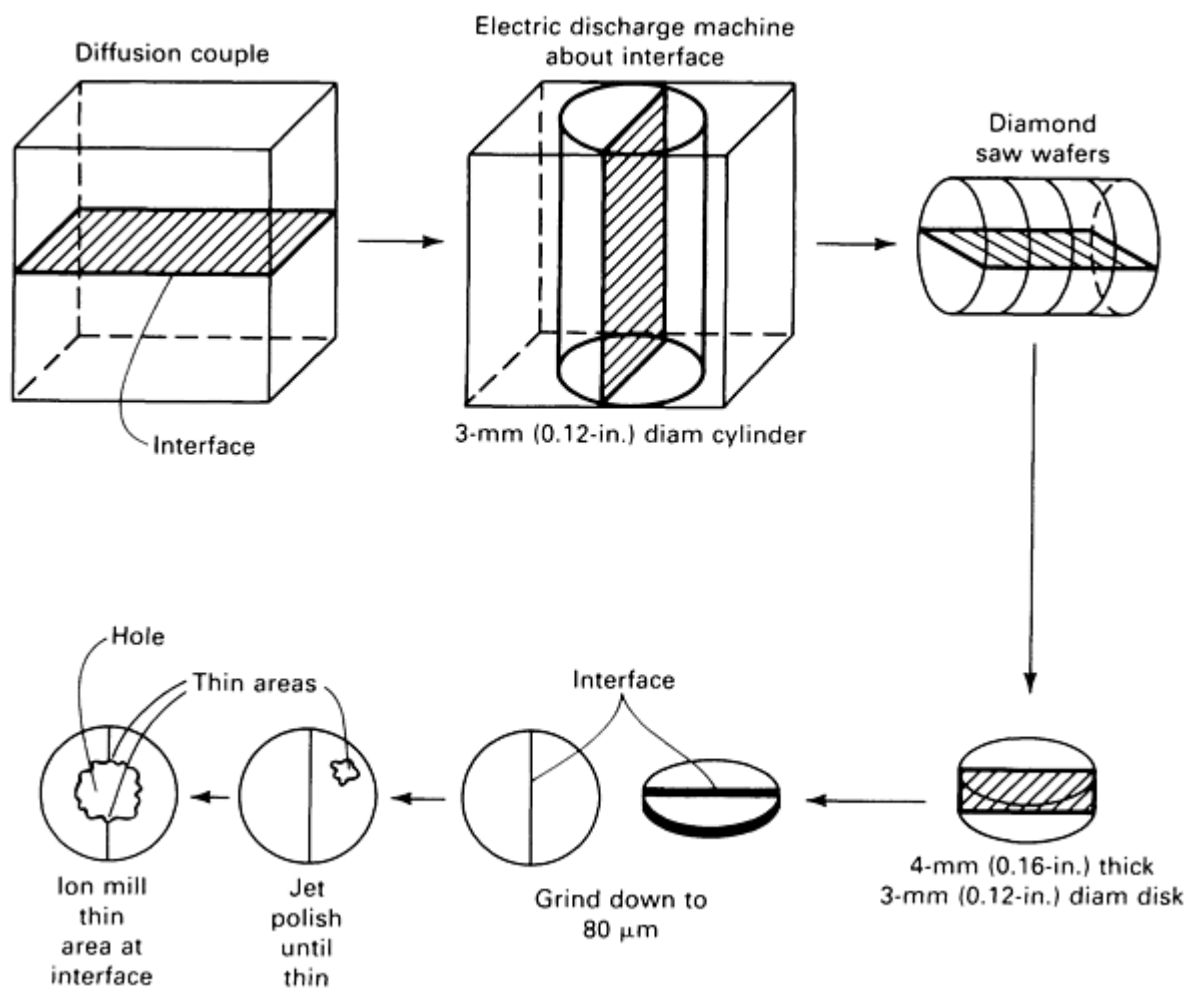 Diffusion couple
Interface
Electric discharge machine
about interface
3-mm (0.12-in.) diam cylinder
Diamond
saw wafers
4-mm (0.16-in.) thick
3-mm (0.12-in.) diam disk
Interface
Grind down to
80 μm
Thin areas
Jet
polish
until
thin
Hole
Ion mill
thin
area at
interface